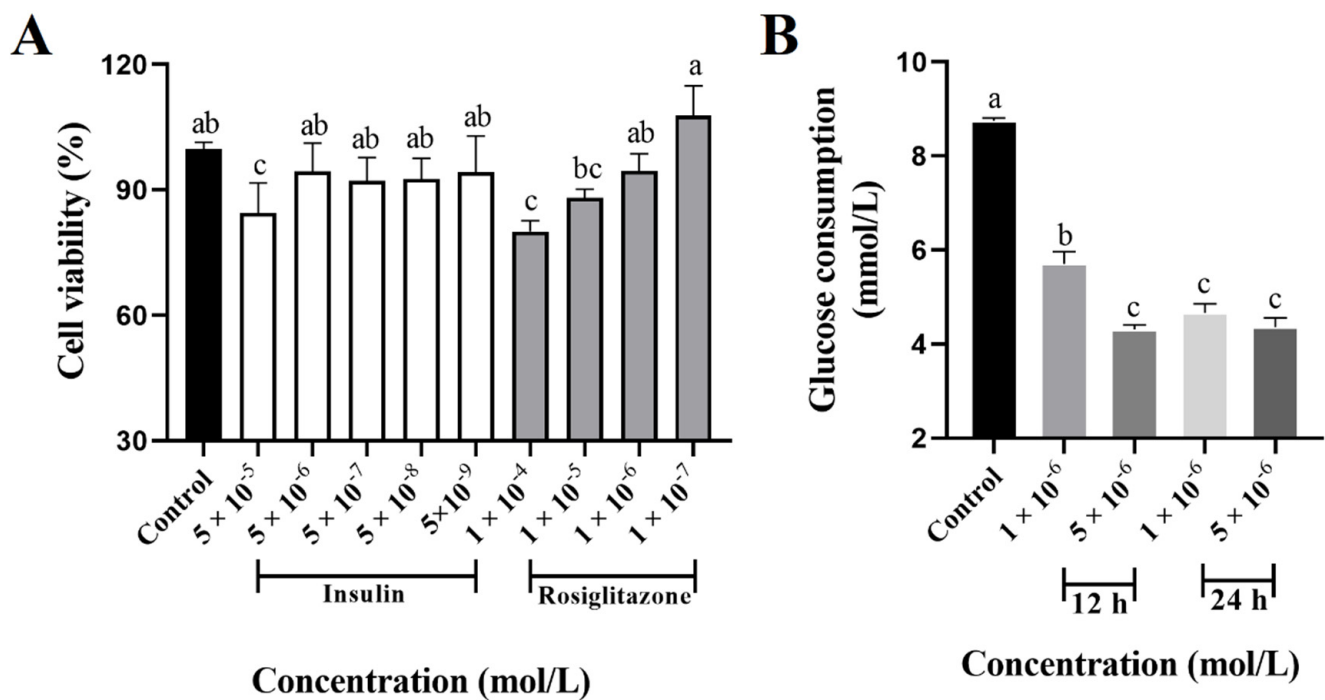 A
Cell viability (%)
120
90
60
30
ab
c
ab
ab
ab
ab
c
bc
ab
a
Control
5 × 10⁻⁵
5 × 10⁻⁶
5 × 10⁻⁷
5 × 10⁻⁸
5×10⁻⁹
1 × 10⁻⁴
1 × 10⁻⁵
1 × 10⁻⁶
1 × 10⁻⁷
Insulin
Rosiglitazone
Concentration (mol/L)
B
Glucose consumption
(mmol/L)
10
8
6
4
2
a
b
c
c
c
Control
1 × 10⁻⁶
5 × 10⁻⁶
1 × 10⁻⁶
5 × 10⁻⁶
12 h
24 h
Concentration (mol/L)